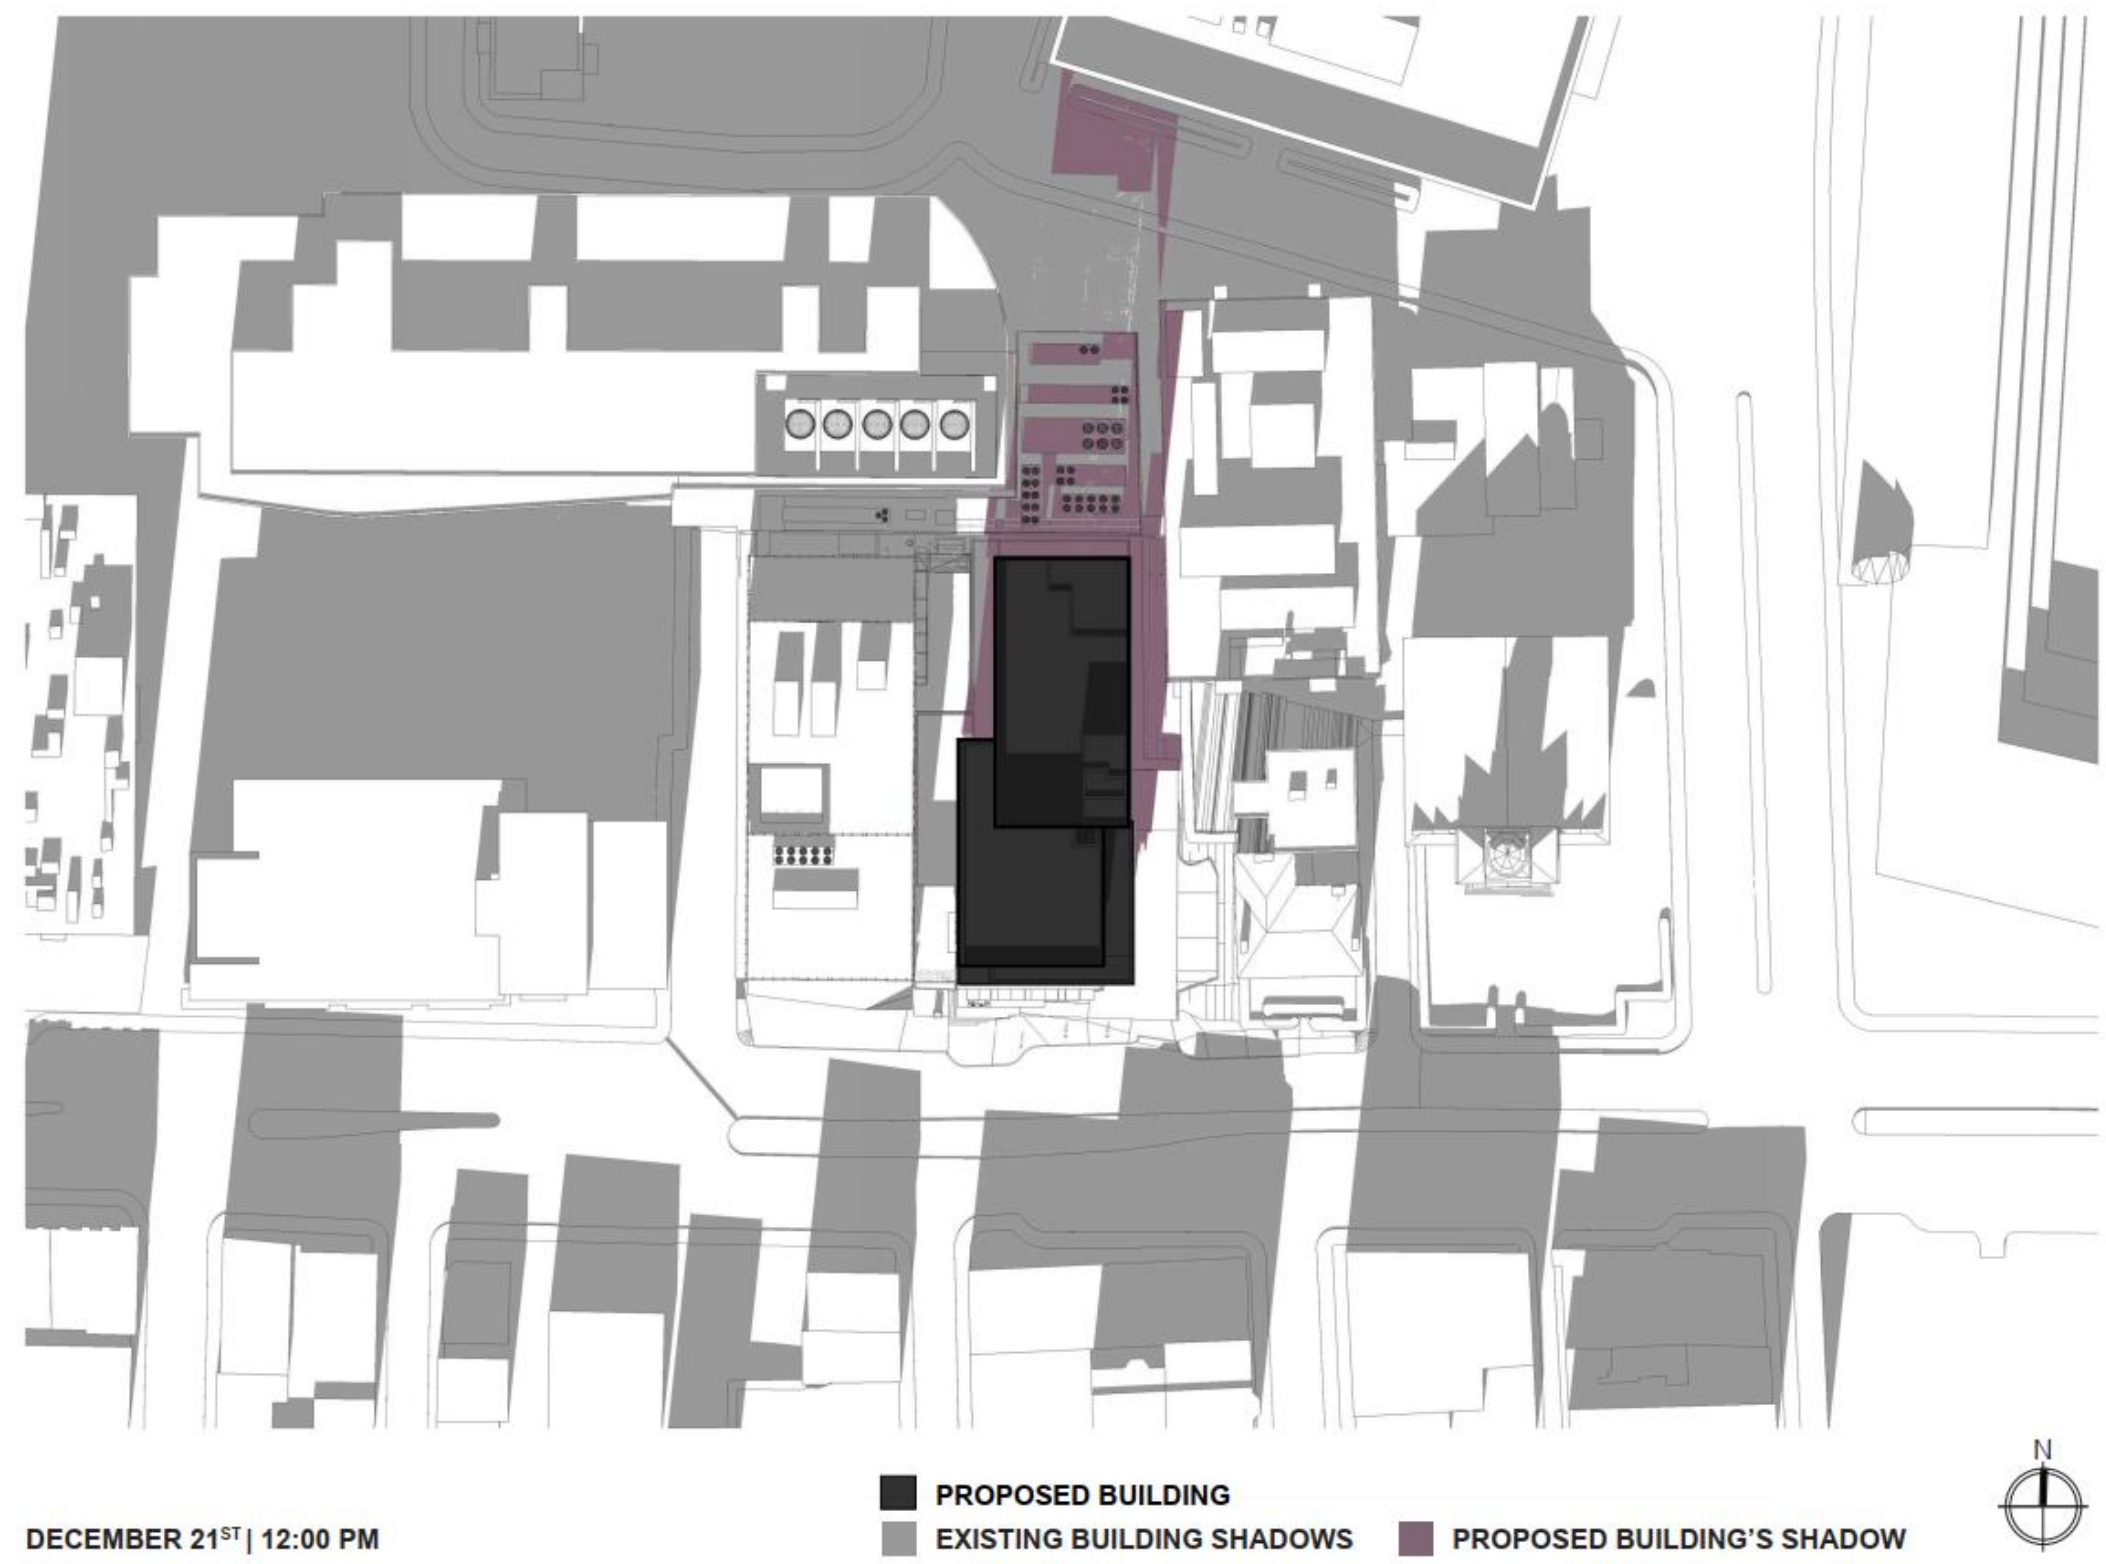 N
PROPOSED BUILDING
DECEMBER 21ST | 12:00 PM
EXISTING BUILDING SHADOWS
PROPOSED BUILDING'S SHADOW